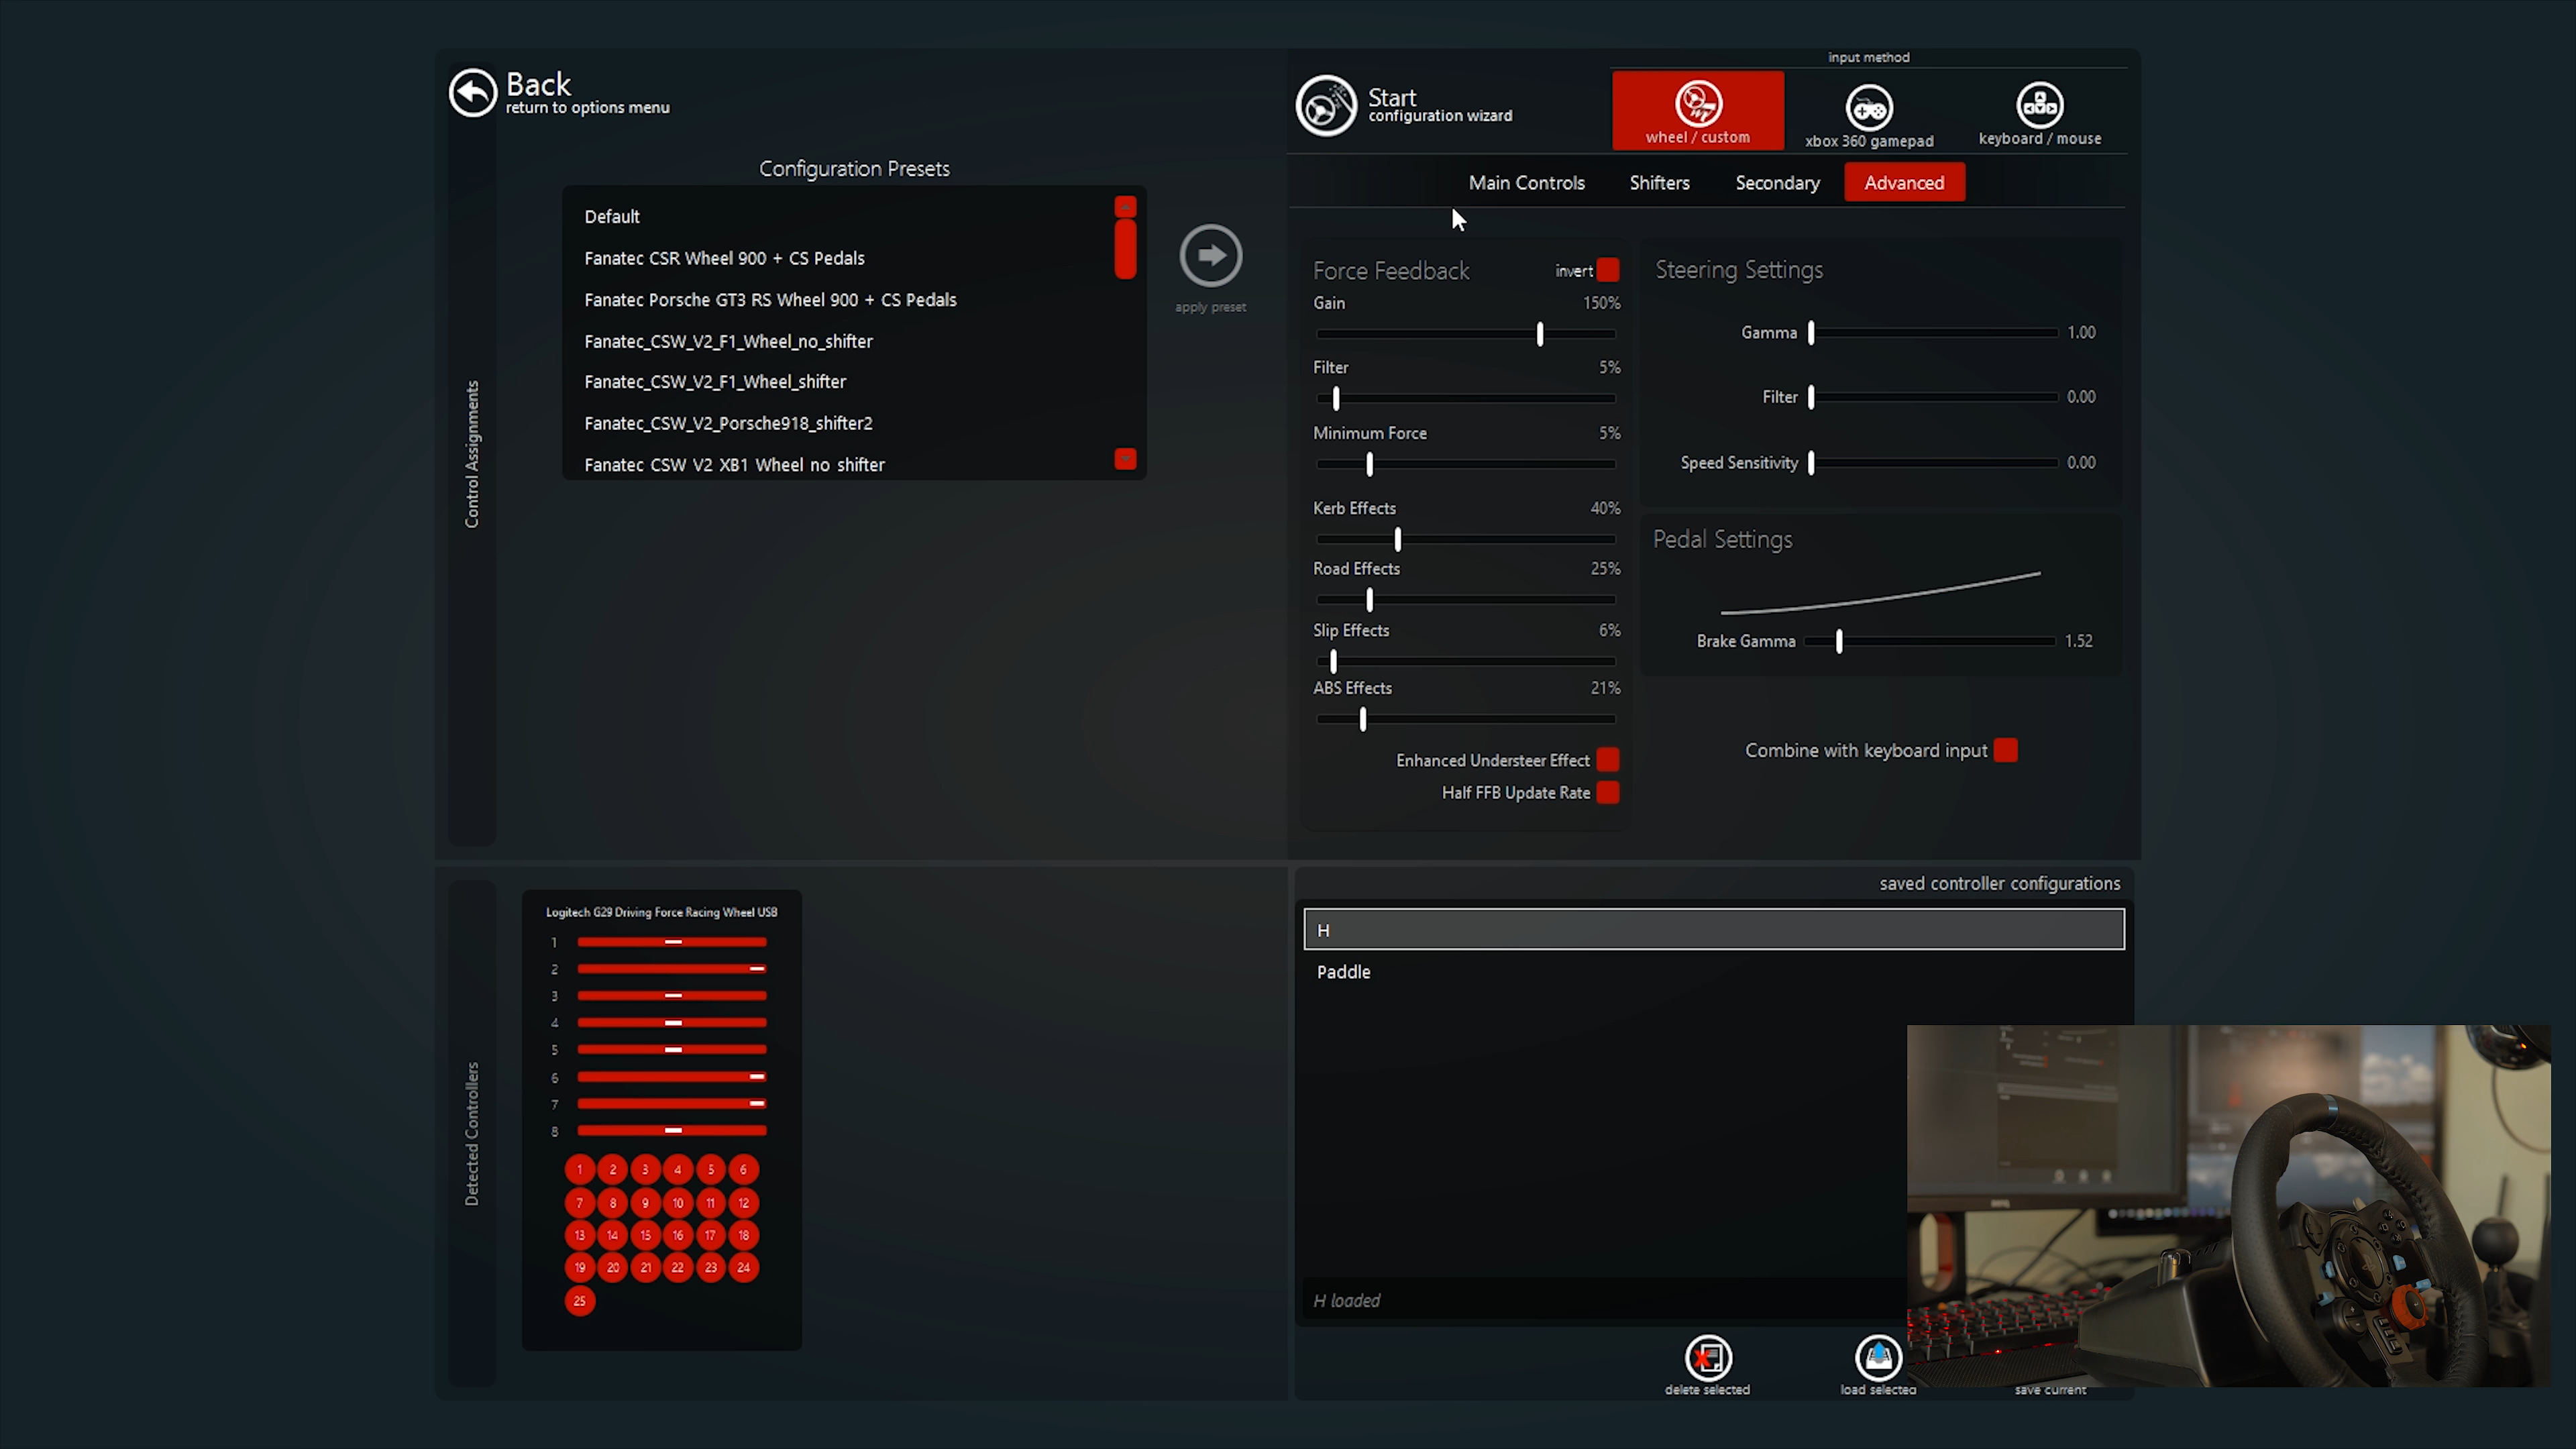 Back
return to options menu
Start
configuration wizard
input method
wheel / custom
xbox 360 gamepad
keyboard / mouse
Main Controls
Shifters
Secondary
Advanced
Control Assignments
Configuration Presets
Default
Fanatec CSR Wheel 900 + CS Pedals
Fanatec Porsche GT3 RS Wheel 900 + CS Pedals
Fanatec_CSW_V2_F1_Wheel_no_shifter
Fanatec_CSW_V2_F1_Wheel_shifter
Fanatec_CSW_V2_Porsche918_shifter2
Fanatec CSW V2 XB1 Wheel no shifter
apply preset
Force Feedback
invert
Gain 150%
Filter 5%
Minimum Force 5%
Kerb Effects 40%
Road Effects 25%
Slip Effects 6%
ABS Effects 21%
Enhanced Understeer Effect
Half FFB Update Rate
Steering Settings
Gamma 1.00
Filter 0.00
Speed Sensitivity 0.00
Pedal Settings
Brake Gamma 1.52
Combine with keyboard input
Detected Controllers
Logitech G29 Driving Force Racing Wheel USB
1
2
3
4
5
6
7
8
1 2 3 4 5 6
7 8 9 10 11 12
13 14 15 16 17 18
19 20 21 22 23 24
25
saved controller configurations
H
Paddle
H loaded
delete selected
load selected
save current